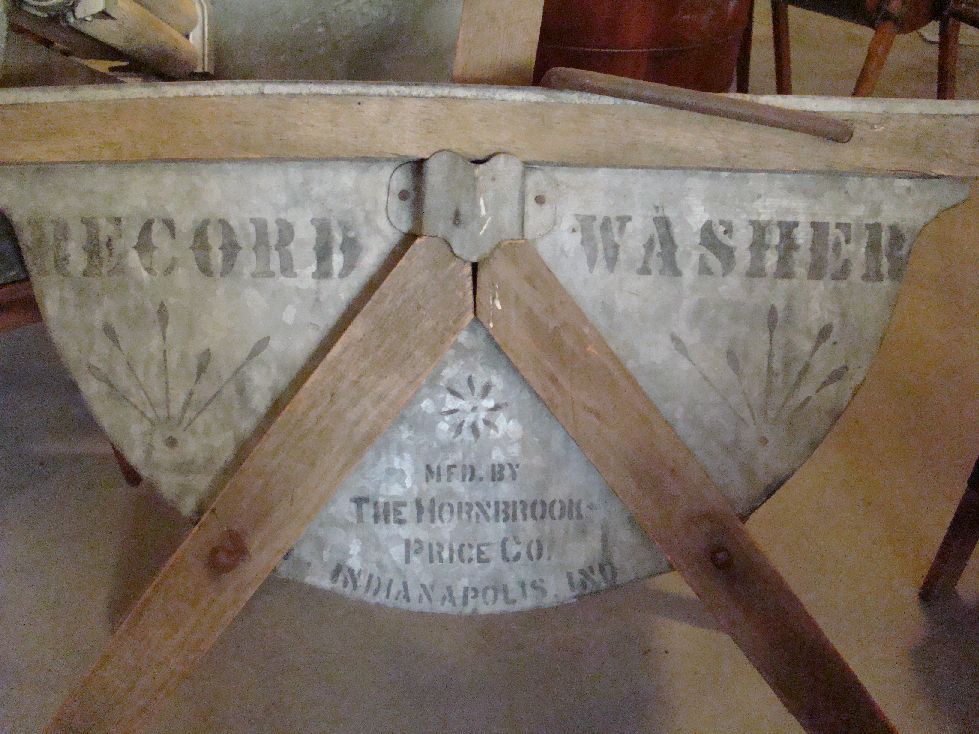 RECORD WASHER
MFD. BY
THE HORNBROOK-
PRICE CO.
INDIANAPOLIS, IND